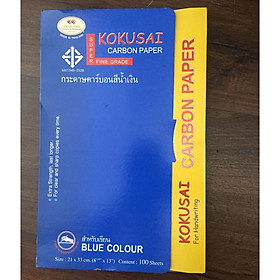 SUPER
KOKUSAI
CARBON PAPER
FINE GRADE
กระดาษคาร์บอนสีน้ำเงิน
Extra Strength, last longer.
For clear and sharp copies every time.
สำหรับเขียน
BLUE COLOUR
Size : 21 x 33 cm. (8" x 13") Content : 100 Sheets
KOKUSAI CARBON PAPER
For Handwriting